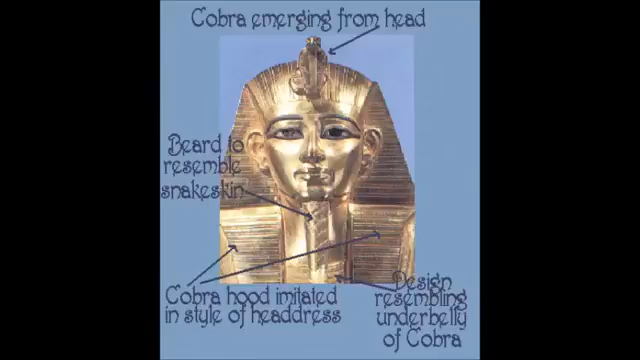 Cobra emerging from head
Beard to
resemble
snakeskin
Cobra hood imitated
in style of headdress
Design
resembling
underbelly
of Cobra